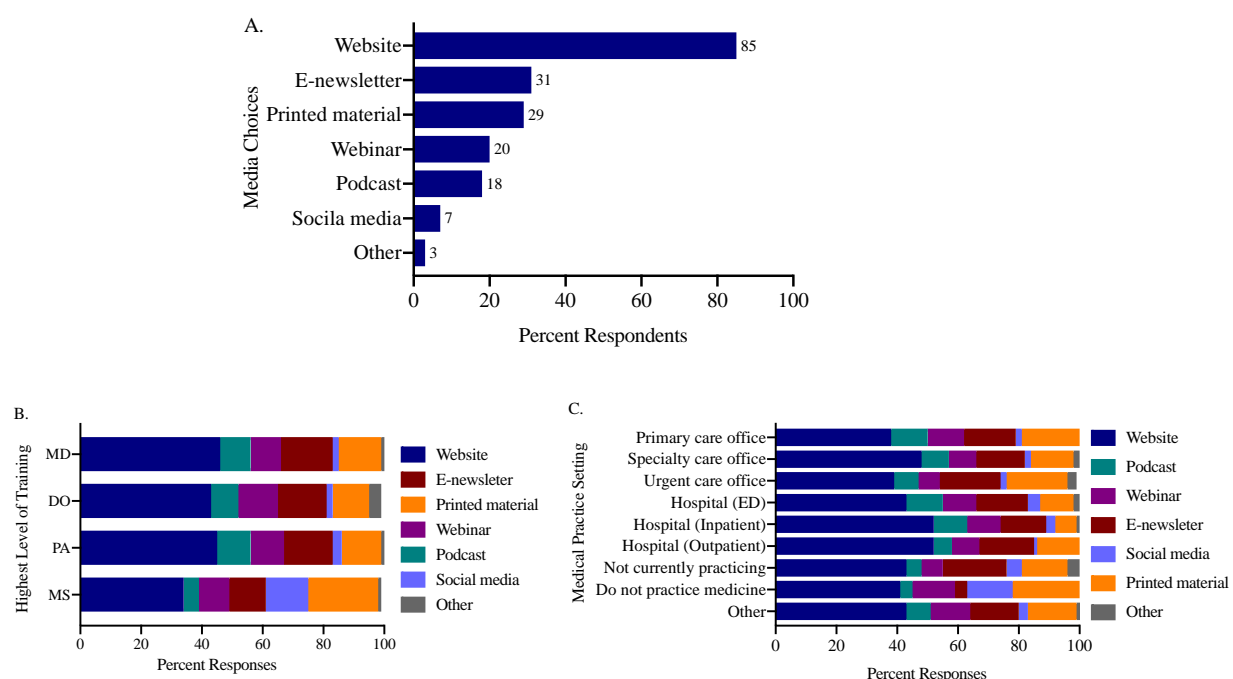 A.
Media Choices
Website
85
E-newsletter
31
Printed material
29
Webinar
20
Podcast
18
Socila media
7
Other
3
0 20 40 60 80 100
Percent Respondents
B.
Highest Level of Training
MD
DO
PA
MS
0 20 40 60 80 100
Percent Responses
Website
E-newsleter
Printed material
Webinar
Podcast
Social media
Other
C.
Medical Practice Setting
Primary care office
Specialty care office
Urgent care office
Hospital (ED)
Hospital (Inpatient)
Hospital (Outpatient)
Not currently practicing
Do not practice medicine
Other
0 20 40 60 80 100
Percent Responses
Website
Podcast
Webinar
E-newsleter
Social media
Printed material
Other